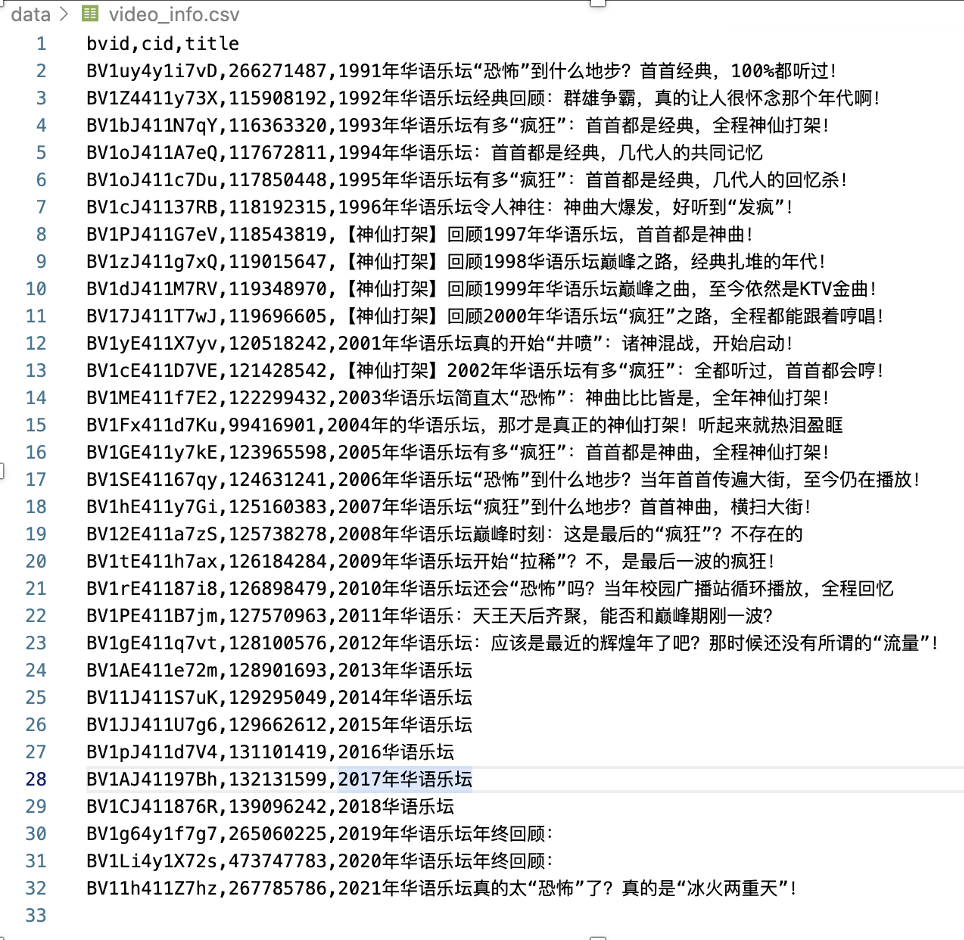 data > video_info.csv
1 bvid,cid,title
2 BV1uy4y1i7vD,266271487,1991年华语乐坛“恐怖”到什么地步？首首经典，100%都听过！
3 BV1Z4411y73X,115908192,1992年华语乐坛经典回顾：群雄争霸，真的让人很怀念那个年代啊！
4 BV1bJ411N7qY,116363320,1993年华语乐坛有多“疯狂”：首首都是经典，全程神仙打架！
5 BV1oJ411A7eQ,117672811,1994年华语乐坛：首首都是经典，几代人的共同记忆
6 BV1oJ411c7Du,117850448,1995年华语乐坛有多“疯狂”：首首都是经典，几代人的回忆杀！
7 BV1cJ41137RB,118192315,1996年华语乐坛令人神往：神曲大爆发，好听到“发疯”！
8 BV1PJ411G7eV,118543819,【神仙打架】回顾1997年华语乐坛，首首都是神曲！
9 BV1zJ411g7xQ,119015647,【神仙打架】回顾1998华语乐坛巅峰之路，经典扎堆的年代！
10 BV1dJ411M7RV,119348970,【神仙打架】回顾1999年华语乐坛巅峰之曲，至今依然是KTV金曲！
11 BV17J411T7wJ,119696605,【神仙打架】回顾2000年华语乐坛“疯狂”之路，全程都能跟着哼唱！
12 BV1yE411X7yv,120518242,2001年华语乐坛真的开始“井喷”：诸神混战，开始启动！
13 BV1cE411D7VE,121428542,【神仙打架】2002年华语乐坛有多“疯狂”：全都听过，首首都会哼！
14 BV1ME411f7E2,122299432,2003华语乐坛简直太“恐怖”：神曲比比皆是，全年神仙打架！
15 BV1Fx411d7Ku,99416901,2004年的华语乐坛，那才是真正的神仙打架！听起来就热泪盈眶
16 BV1GE411y7kE,123965598,2005年华语乐坛有多“疯狂”：首首都是神曲，全程神仙打架！
17 BV1SE41167qy,124631241,2006年华语乐坛“恐怖”到什么地步？当年首首传遍大街，至今仍在播放！
18 BV1hE411y7Gi,125160383,2007年华语乐坛“疯狂”到什么地步？首首神曲，横扫大街！
19 BV12E411a7zS,125738278,2008年华语乐坛巅峰时刻：这是最后的“疯狂”？不存在的
20 BV1tE411h7ax,126184284,2009年华语乐坛开始“拉稀”？不，是最后一波的疯狂！
21 BV1rE41187i8,126898479,2010年华语乐坛还会“恐怖”吗？当年校园广播站循环播放，全程回忆
22 BV1PE411B7jm,127570963,2011年华语乐：天王天后齐聚，能否和巅峰期刚一波？
23 BV1gE411q7vt,128100576,2012年华语乐坛：应该是最近的辉煌年了吧？那时候还没有所谓的“流量”！
24 BV1AE411e72m,128901693,2013年华语乐坛
25 BV11J411S7uK,129295049,2014年华语乐坛
26 BV1JJ411U7g6,129662612,2015年华语乐坛
27 BV1pJ411d7V4,131101419,2016华语乐坛
28 BV1AJ41197Bh,132131599,2017年华语乐坛
29 BV1CJ411876R,139096242,2018华语乐坛
30 BV1g64y1f7g7,265060225,2019年华语乐坛年终回顾：
31 BV1Li4y1X72s,473747783,2020年华语乐坛年终回顾：
32 BV11h411Z7hz,267785786,2021年华语乐坛真的太“恐怖”了？真的是“冰火两重天”！
33